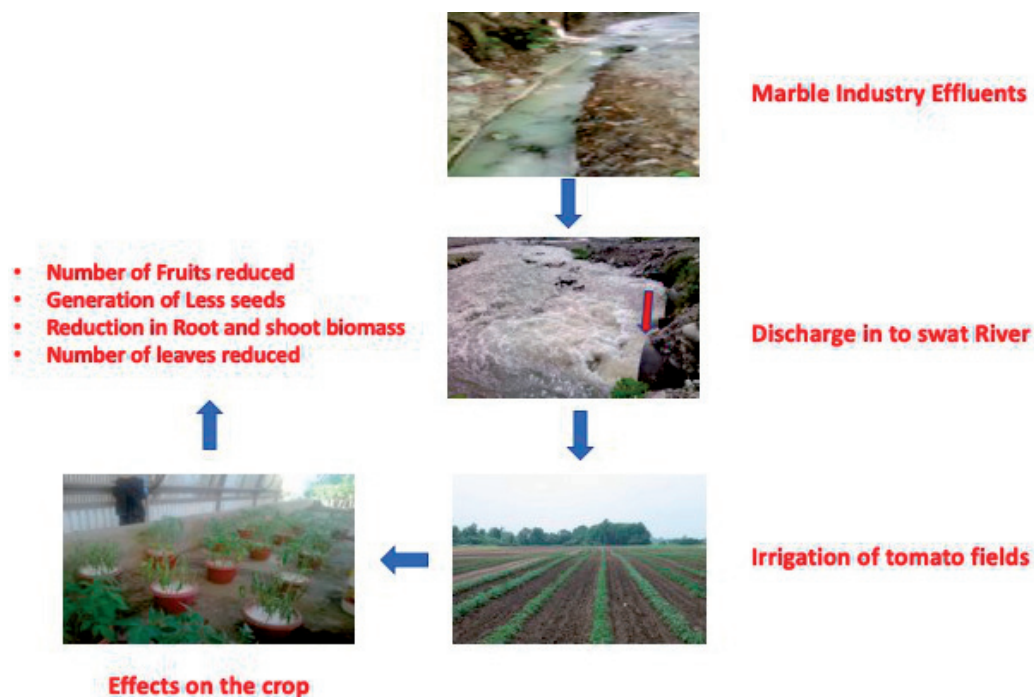 Marble Industry Effluents
• Number of Fruits reduced
• Generation of Less seeds
• Reduction in Root and shoot biomass
• Number of leaves reduced
Discharge in to swat River
Irrigation of tomato fields
Effects on the crop